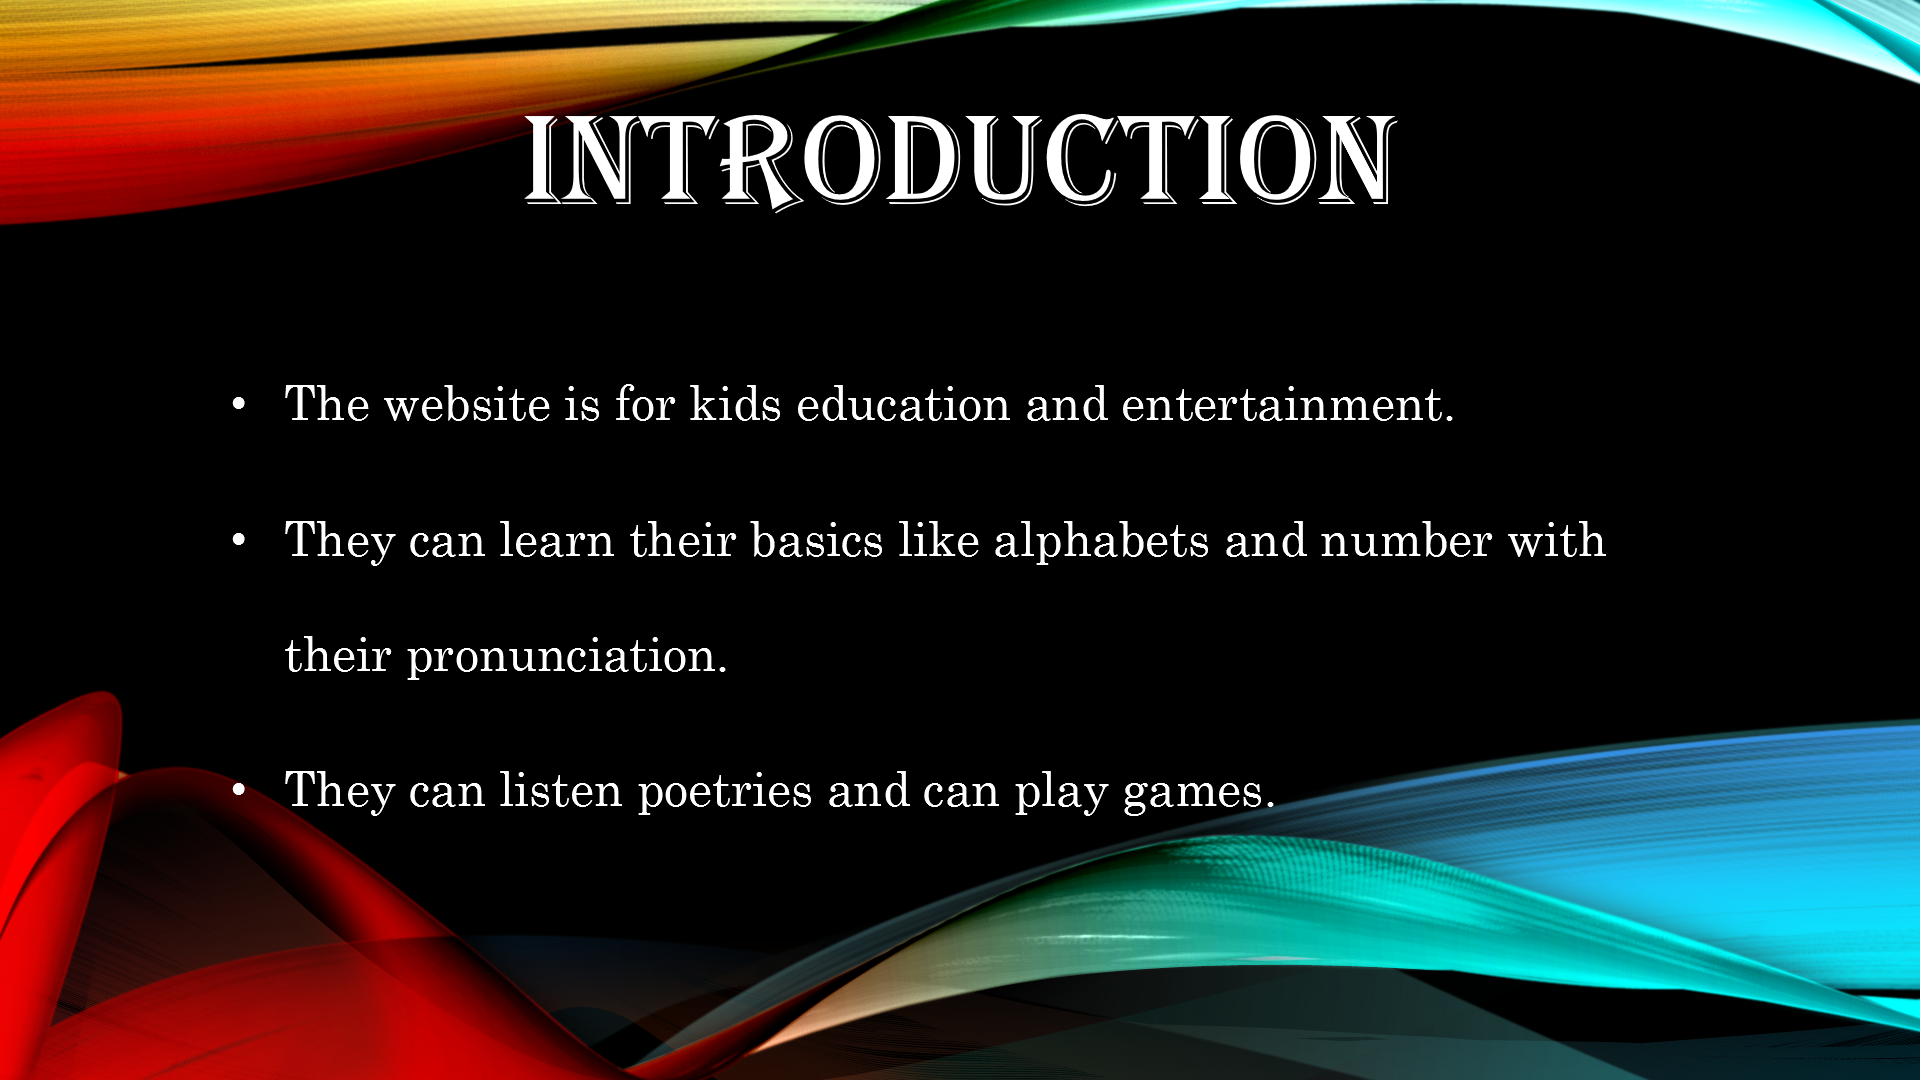 INTRODUCTION
• The website is for kids education and entertainment.
• They can learn their basics like alphabets and number with
their pronunciation.
• They can listen poetries and can play games.